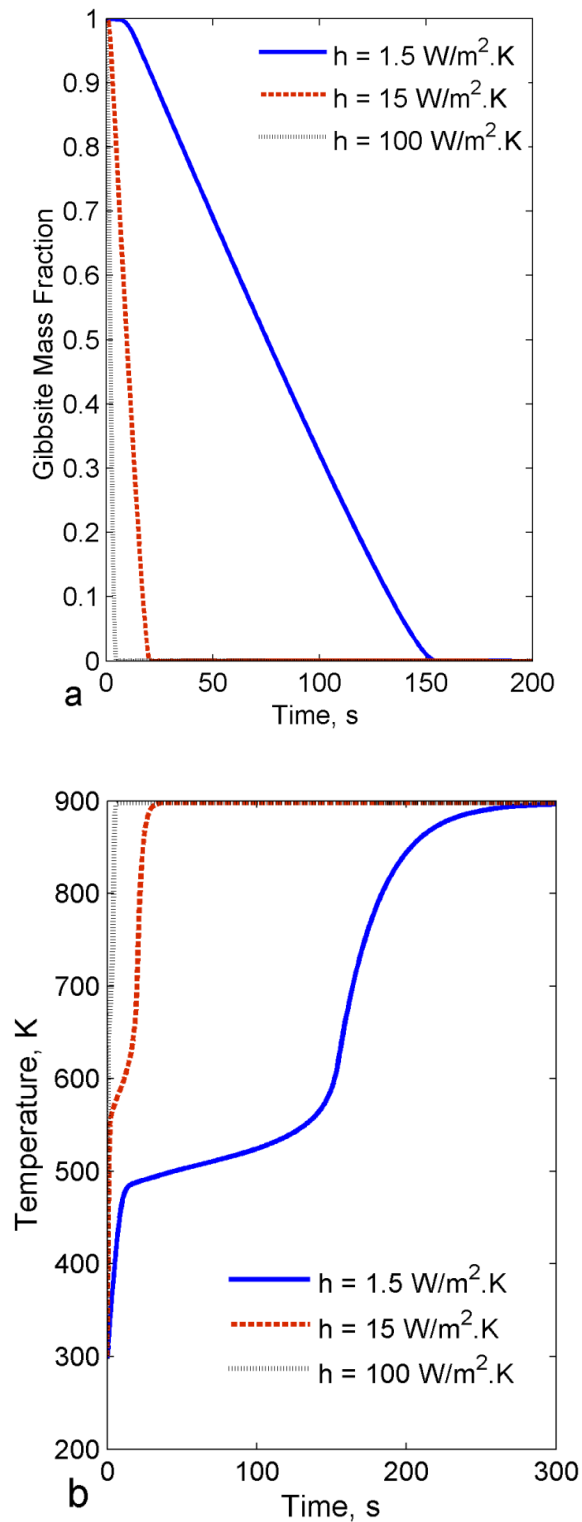 1
0.9
0.8
0.7
0.6
0.5
0.4
0.3
0.2
0.1
0
Gibbsite Mass Fraction
h = 1.5 W/m².K
h = 15 W/m².K
h = 100 W/m².K
0 50 100 150 200
Time, s
a
900
800
700
600
500
400
300
200
Temperature, K
h = 1.5 W/m².K
h = 15 W/m².K
h = 100 W/m².K
0 100 200 300
Time, s
b